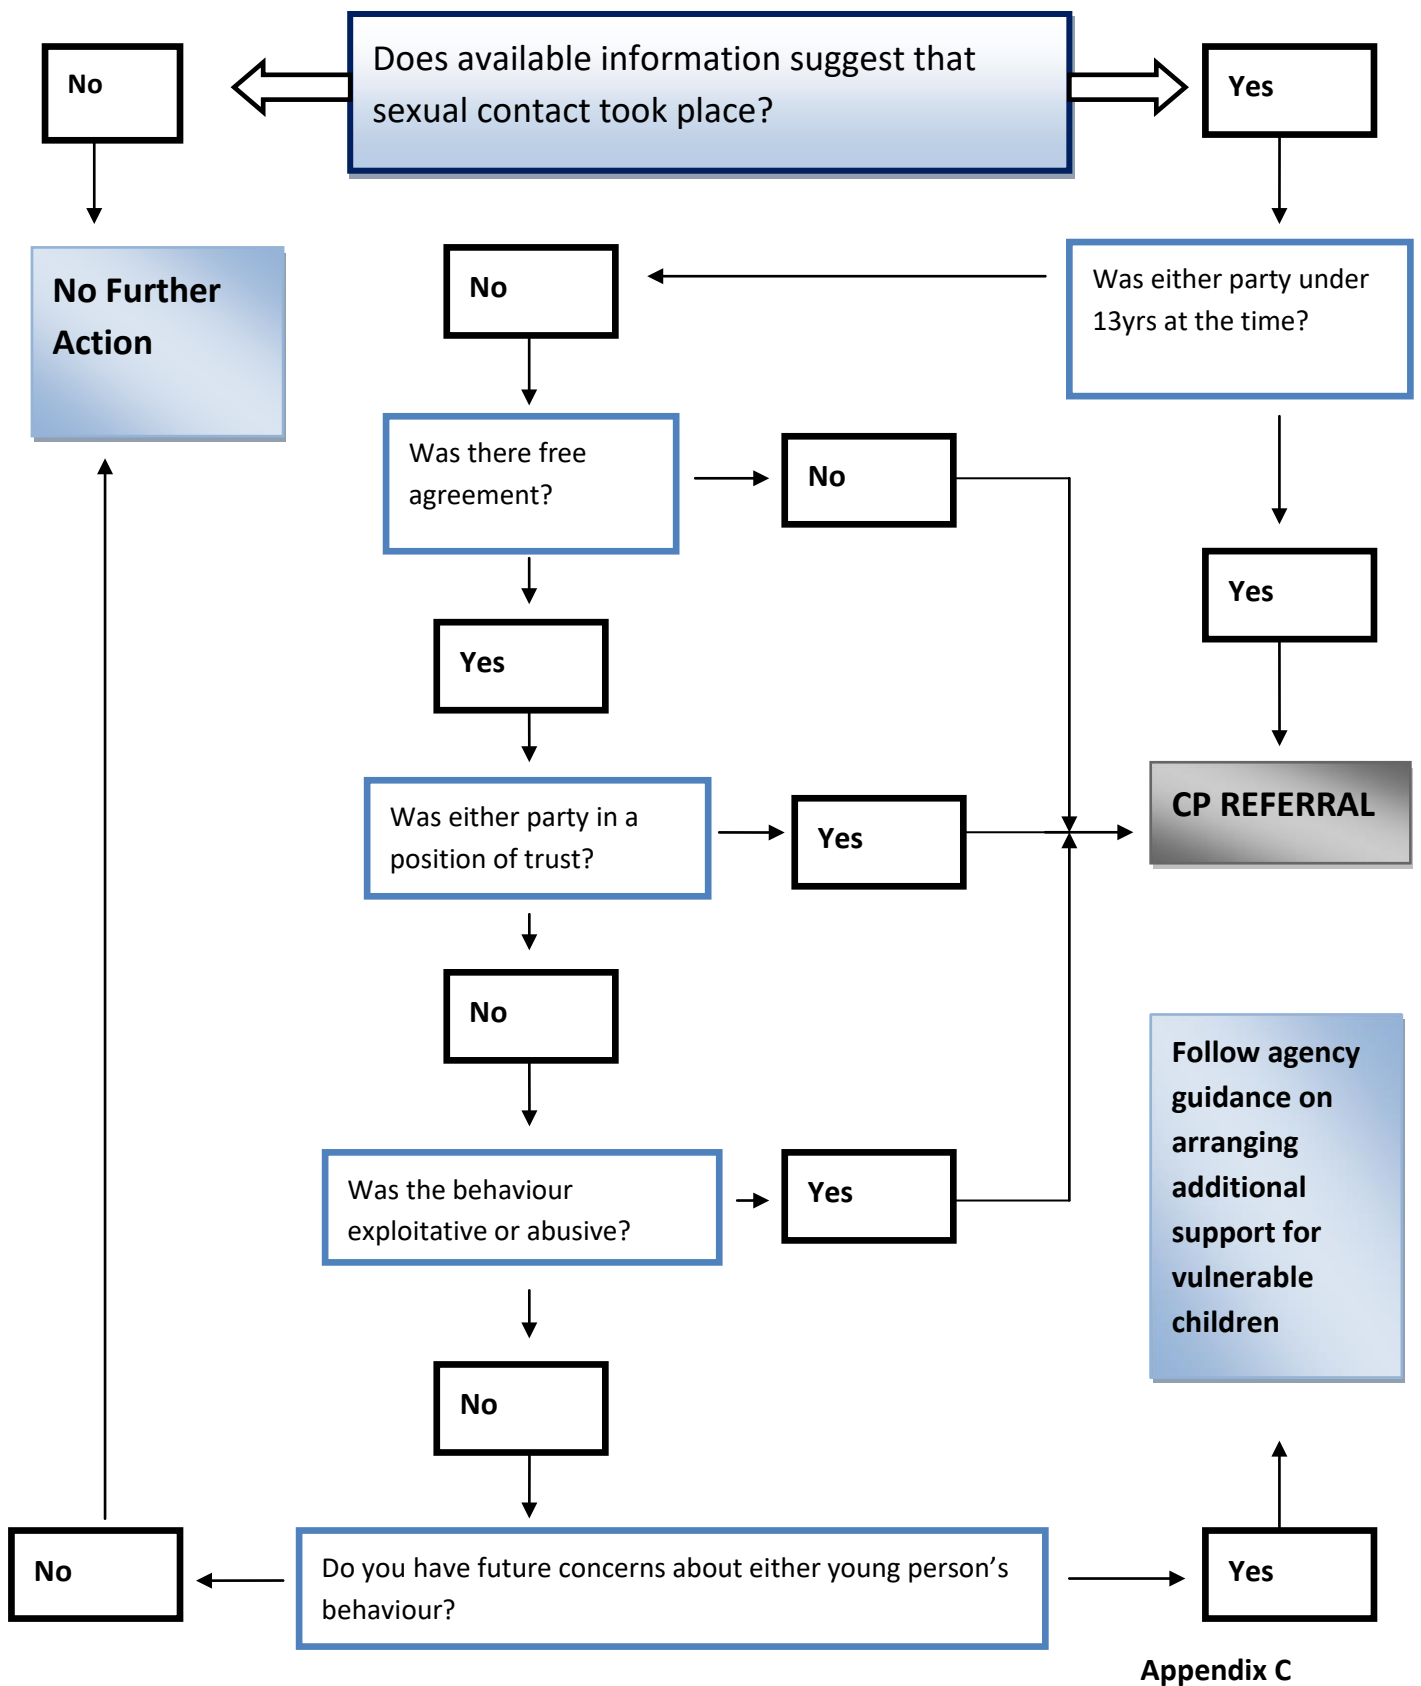 No
Does available information suggest that
sexual contact took place?
Yes
No Further
Action
No
Was either party under
13yrs at the time?
Was there free
agreement?
No
Yes
Yes
Was either party in a
position of trust?
Yes
CP REFERRAL
No
Follow agency
guidance on
arranging
additional
support for
vulnerable
children
Was the behaviour
exploitative or abusive?
Yes
No
No
Do you have future concerns about either young person’s
behaviour?
Yes
Appendix C